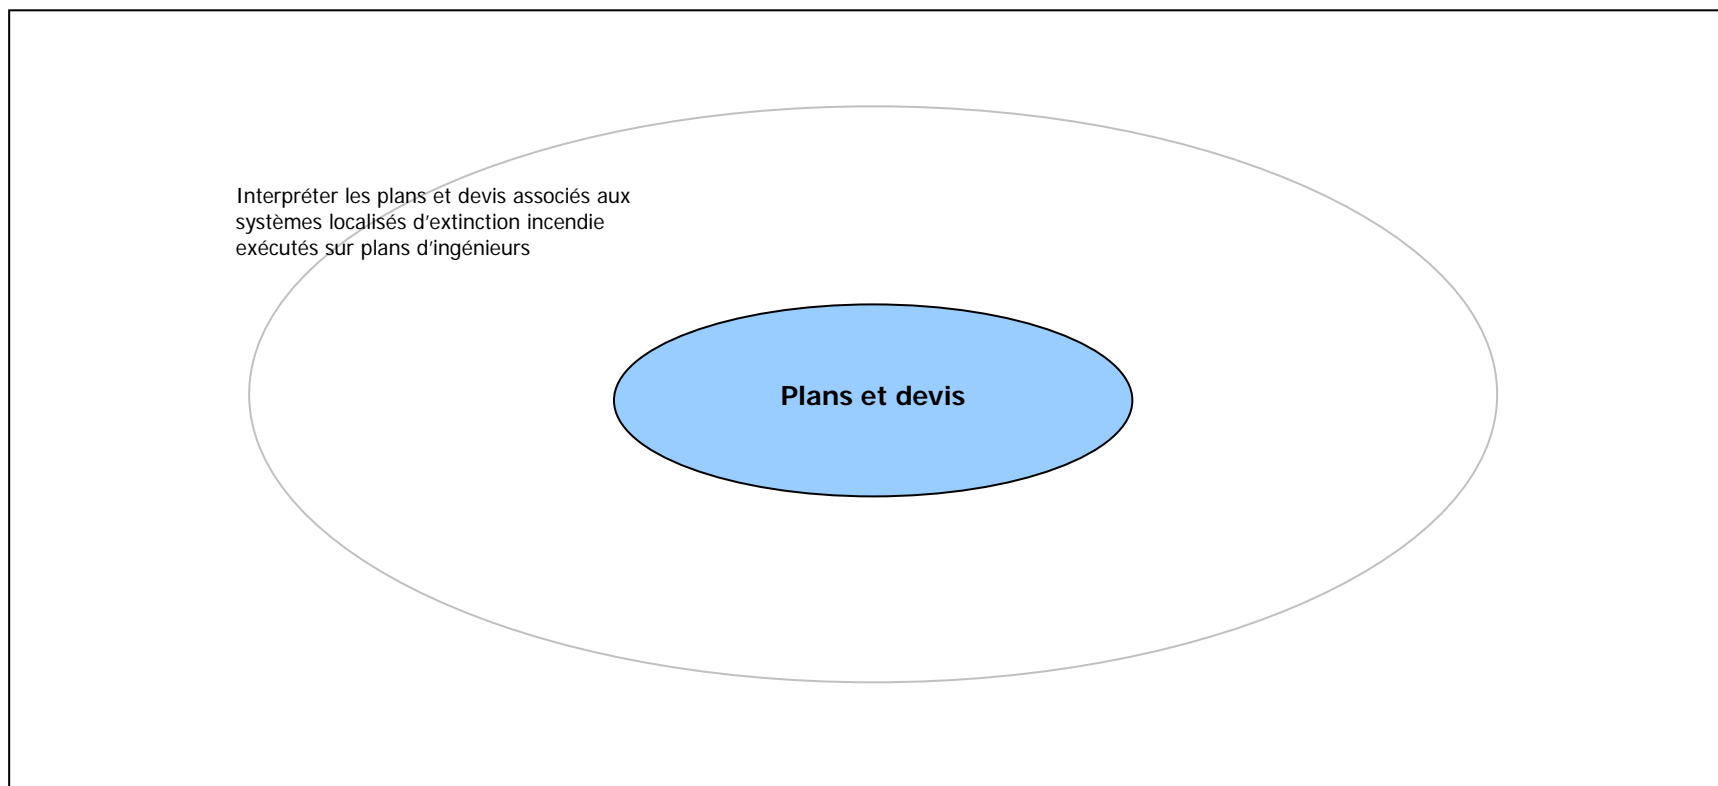 Interpréter les plans et devis associés aux
systèmes localisés d'extinction incendie
exécutés sur plans d'ingénieurs
Plans et devis